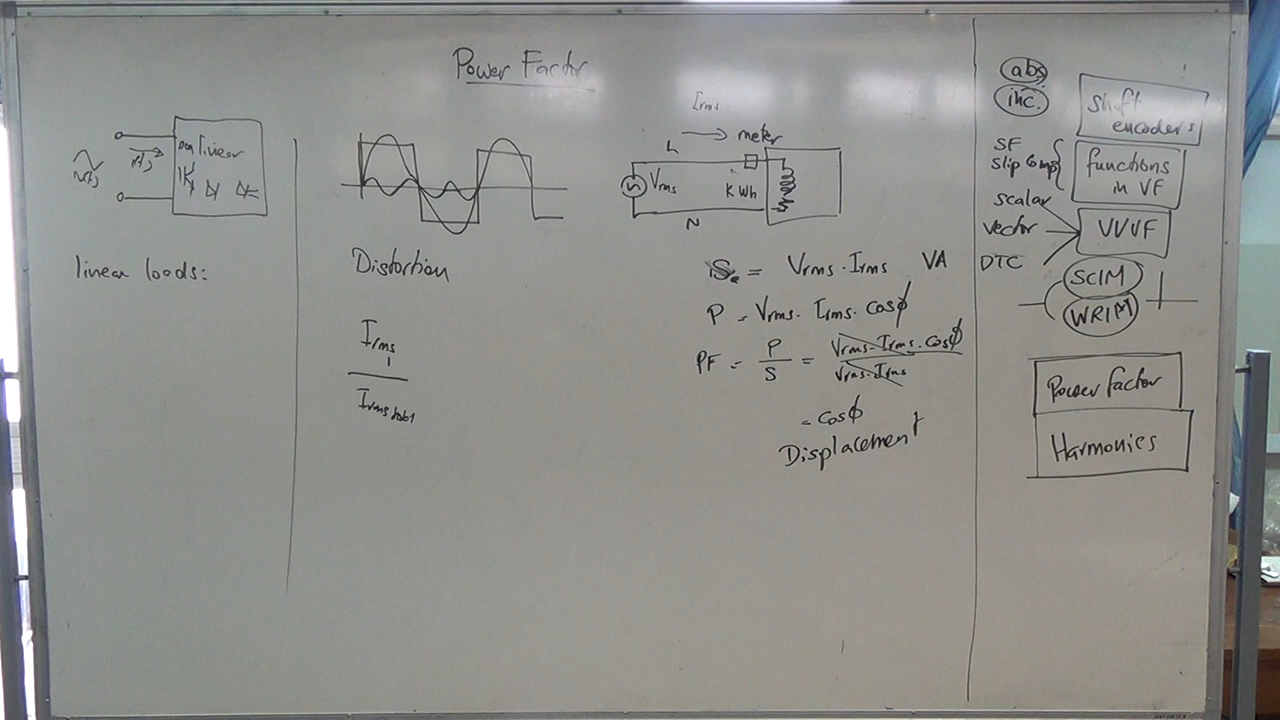 Power Factor
non linear
linear loads:
Distortion
Irms1
Irms total
Irms
L
meter
Vrms
KWh
N
S = Vrms · Irms VA
P = Vrms · Irms · cosϕ
PF = P/S = Vrms · Irms · Cosϕ / Vrms · Irms
= cosϕ
Displacement
abs
inc.
Shaft
encoders
SF
Slip Comp
functions
in VF
scalar
vector
DTC
VVVF
SCIM
WRIM
Power factor
Harmonics